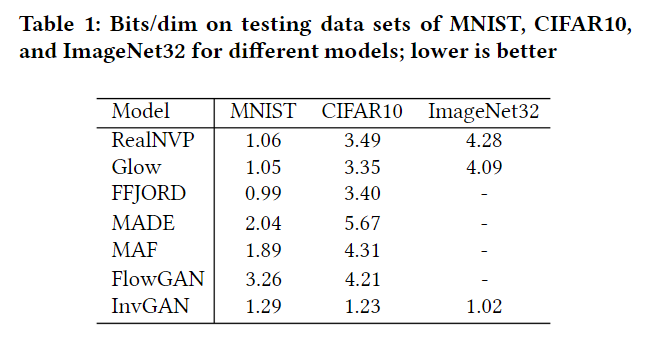 Table 1: Bits/dim on testing data sets of MNIST, CIFAR10,
and ImageNet32 for different models; lower is better
Model MNIST CIFAR10 ImageNet32
RealNVP 1.06 3.49 4.28
Glow 1.05 3.35 4.09
FFJORD 0.99 3.40 -
MADE 2.04 5.67 -
MAF 1.89 4.31 -
FlowGAN 3.26 4.21 -
InvGAN 1.29 1.23 1.02